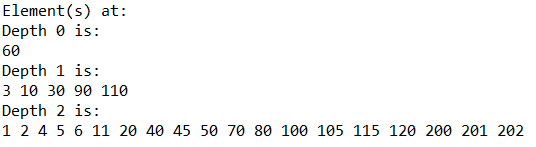 Element(s) at:
Depth 0 is:
60
Depth 1 is:
3 10 30 90 110
Depth 2 is:
1 2 4 5 6 11 20 40 45 50 70 80 100 105 115 120 200 201 202